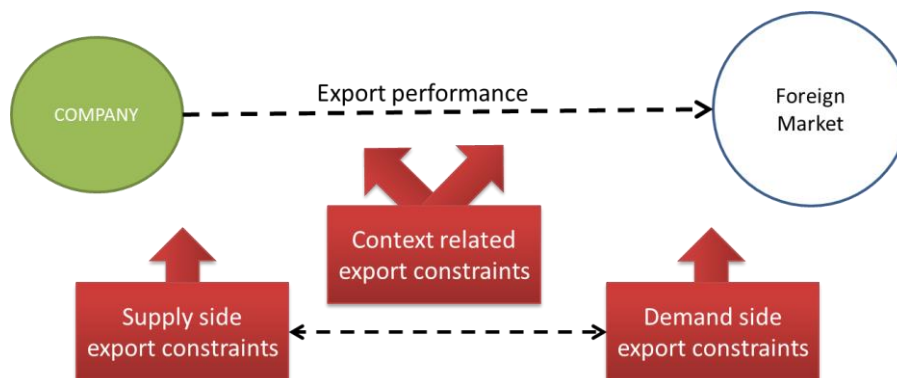 COMPANY
Export performance
Foreign
Market
Context related
export constraints
Supply side
export constraints
Demand side
export constraints